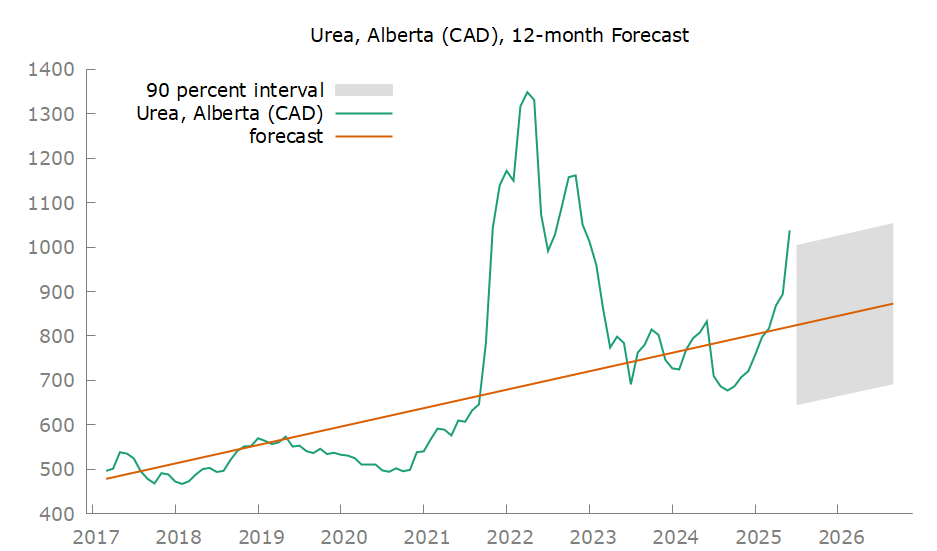 Urea, Alberta (CAD), 12-month Forecast
1400
1300
1200
1100
1000
900
800
700
600
500
400
90 percent interval
Urea, Alberta (CAD)
forecast
2017 2018 2019 2020 2021 2022 2023 2024 2025 2026